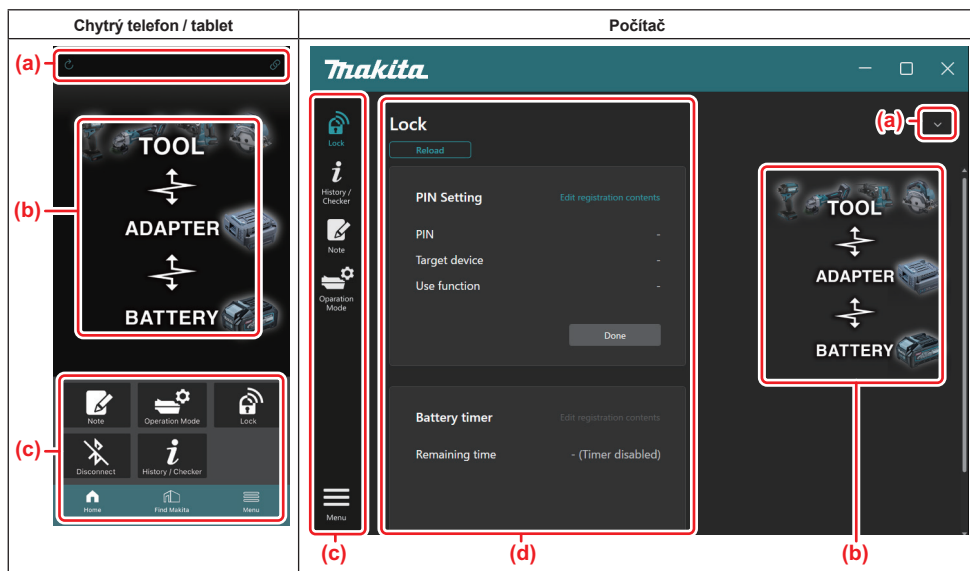 Chytrý telefon / tablet
Počítač
(a)
(b)
(c)
TOOL
ADAPTER
BATTERY
Note
Operation Mode
Lock
Disconnect
History / Checker
Home
Find Makita
Menu
Makita
Lock
History /
Checker
Note
Oparation
Mode
Menu
(c)
Lock
Reload
PIN Setting
Edit registration contents
PIN
-
Target device
-
Use function
-
Done
Battery timer
Edit registration contents
Remaining time
- (Timer disabled)
(d)
(a)
TOOL
ADAPTER
BATTERY
(b)